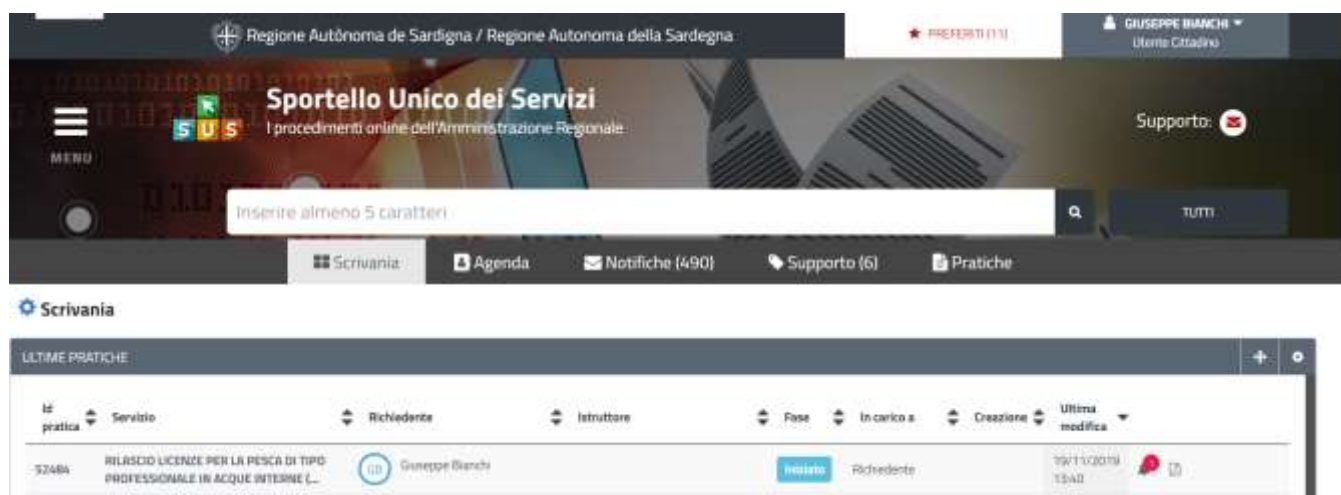 Regione Autònoma de Sardigna / Regione Autonoma della Sardegna
PREFERITI (11)
GIUSEPPE BIANCHI
Utente Cittadino
SUS
Sportello Unico dei Servizi
I procedimenti online dell'Amministrazione Regionale
Supporto:
MENU
Inserire almeno 5 caratteri
TUTTI
Scrivania
Agenda
Notifiche (490)
Supporto (6)
Pratiche
Scrivania
ULTIME PRATICHE
Id pratica
Servizio
Richiedente
Istruttore
Fase
In carico a
Creazione
Ultima modifica
52484
RILASCIO LICENZE PER LA PESCA DI TIPO
PROFESSIONALE IN ACQUE INTERNE (...
GB
Giuseppe Bianchi
Iniziato
Richiedente
19/11/2019
13:40